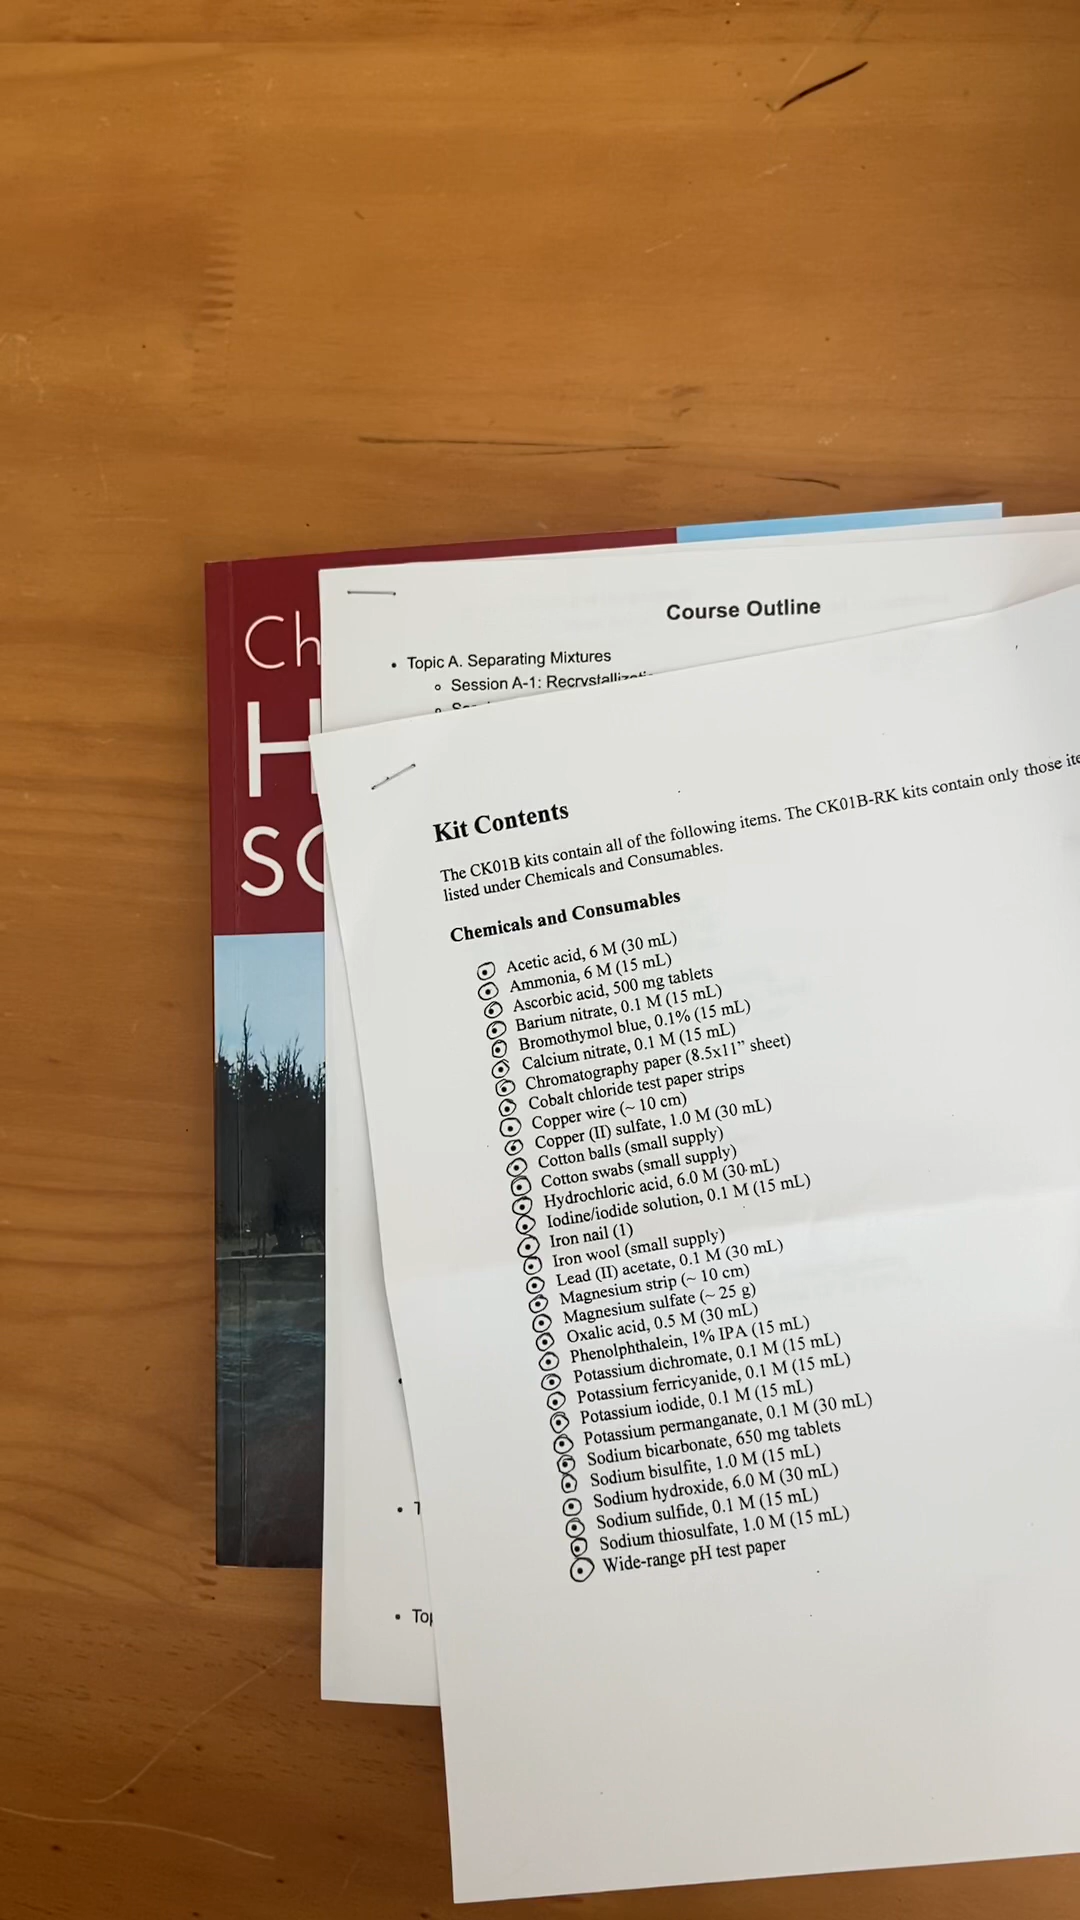 Ch
H
SC
Course Outline
• Topic A. Separating Mixtures
Session A-1:
Kit Contents
The CK01B kits contain all of the following items. The CK01B-RK kits contain only those
listed under Chemicals and Consumables.
Chemicals and Consumables
Acetic acid, 6 M (30 mL)
Ammonia, 6 M (15 mL)
Ascorbic acid, 500 mg tablets
Barium nitrate, 0.1 M (15 mL)
Bromothymol blue, 0.1% (15 mL)
Calcium nitrate, 0.1 M (15 mL)
Chromatography paper (8.5x11” sheet)
Cobalt chloride test paper strips
Copper wire (~ 10 cm)
Copper (II) sulfate, 1.0 M (30 mL)
Cotton balls (small supply)
Cotton swabs (small supply)
Hydrochloric acid, 6.0 M (30 mL)
Iodine/iodide solution, 0.1 M (15 mL)
Iron nail (1)
Iron wool (small supply)
Lead (II) acetate, 0.1 M (30 mL)
Magnesium strip (~ 10 cm)
Magnesium sulfate (~ 25 g)
Oxalic acid, 0.5 M (30 mL)
Phenolphthalein, 1% IPA (15 mL)
Potassium dichromate, 0.1 M (15 mL)
Potassium ferricyanide, 0.1 M (15 mL)
Potassium iodide, 0.1 M (15 mL)
Potassium permanganate, 0.1 M (30 mL)
Sodium bicarbonate, 650 mg tablets
Sodium bisulfite, 1.0 M (15 mL)
Sodium hydroxide, 6.0 M (30 mL)
Sodium sulfide, 0.1 M (15 mL)
Sodium thiosulfate, 1.0 M (15 mL)
Wide-range pH test paper